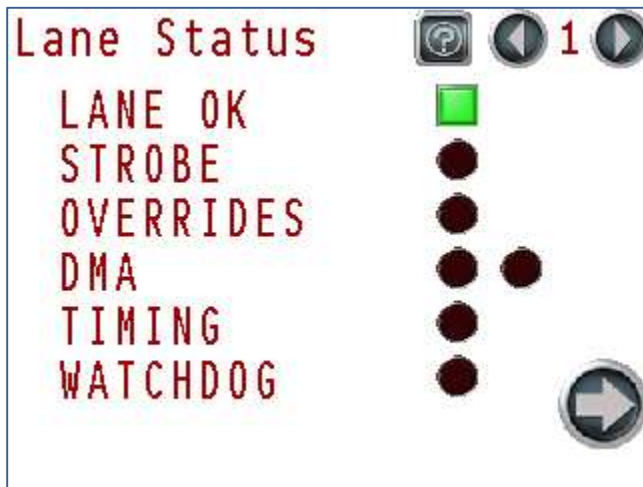 Lane Status 1
LANE OK
STROBE
OVERRIDES
DMA
TIMING
WATCHDOG